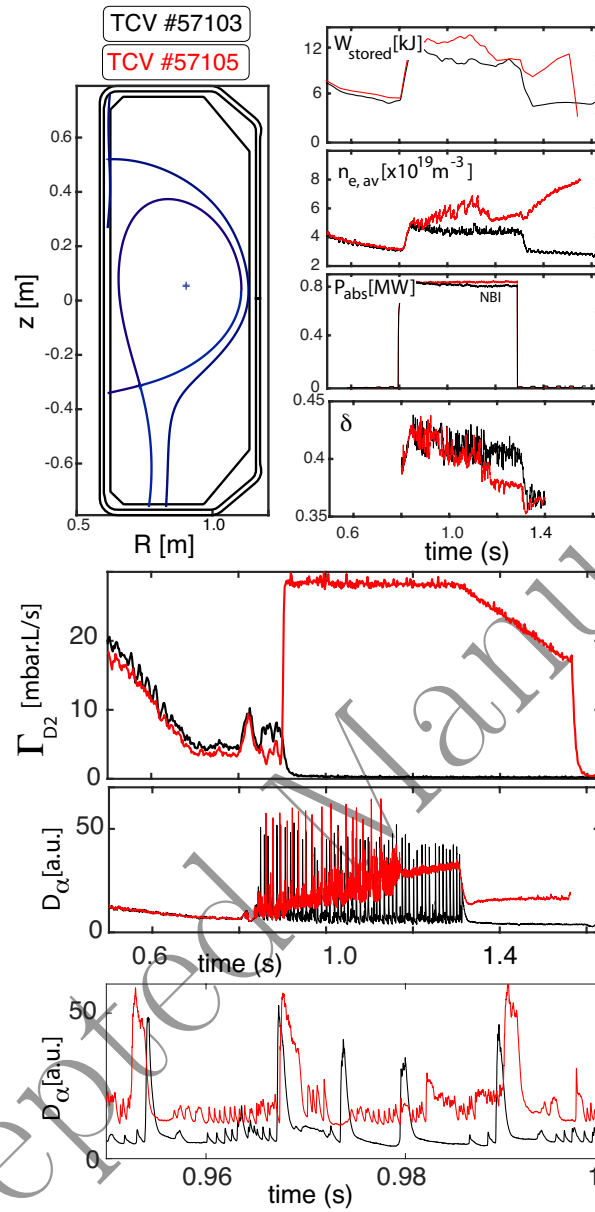 TCV #57103
TCV #57105
W_stored [kJ]
12
6
0
n_e, av [x10^19 m^-3]
8
6
4
2
P_abs [MW]
NBI
0.8
0.4
0
δ
0.45
0.4
0.35
0.6
1.0
1.4
time (s)
z [m]
0.6
0.4
0.2
0
-0.2
-0.4
-0.6
0.5
1.0
R [m]
Γ_D2 [mbar.L/s]
20
10
0
D_α [a.u.]
50
0
0.6
1.0
1.4
time (s)
D_α [a.u.]
50
0
0.96
0.98
1
time (s)
epted Manu